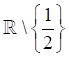 ℝ \ {1/2}